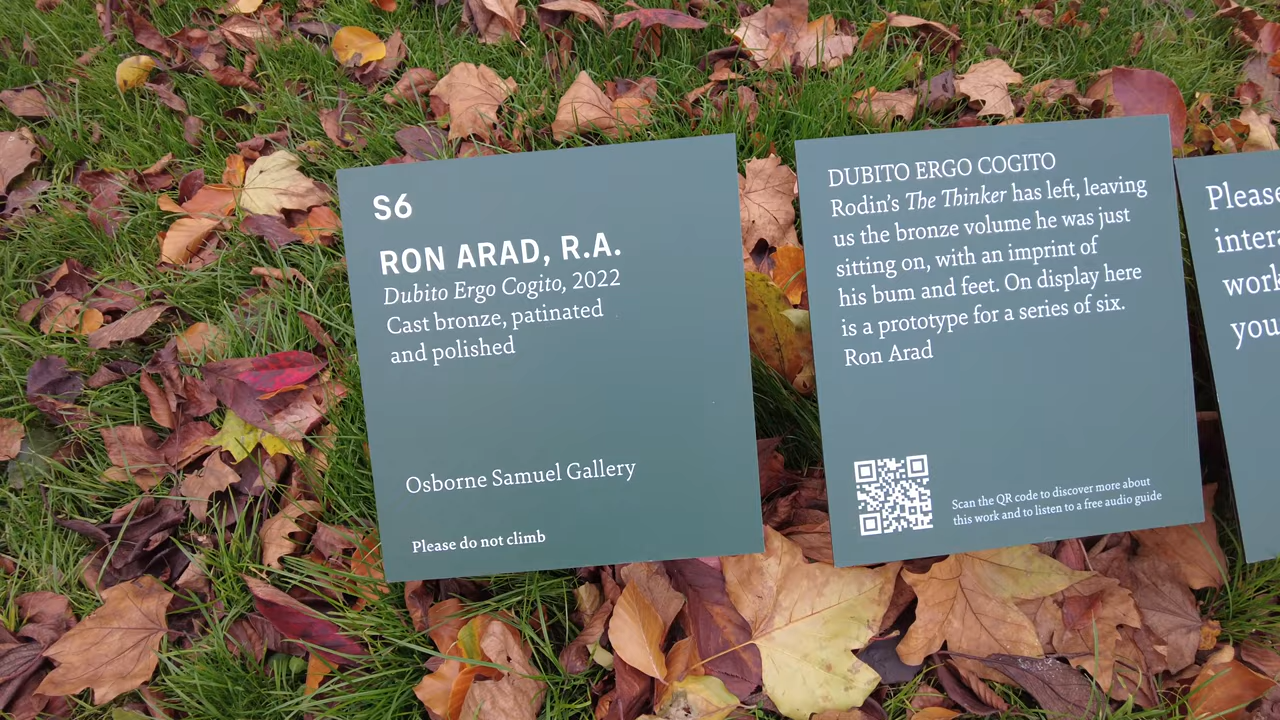 S6
RON ARAD, R.A.
Dubito Ergo Cogito, 2022
Cast bronze, patinated
and polished
Osborne Samuel Gallery
Please do not climb
DUBITO ERGO COGITO
Rodin's The Thinker has left, leaving
us the bronze volume he was just
sitting on, with an imprint of
his bum and feet. On display here
is a prototype for a series of six.
Ron Arad
Scan the QR code to discover more about
this work and to listen to a free audio guide
Please
you